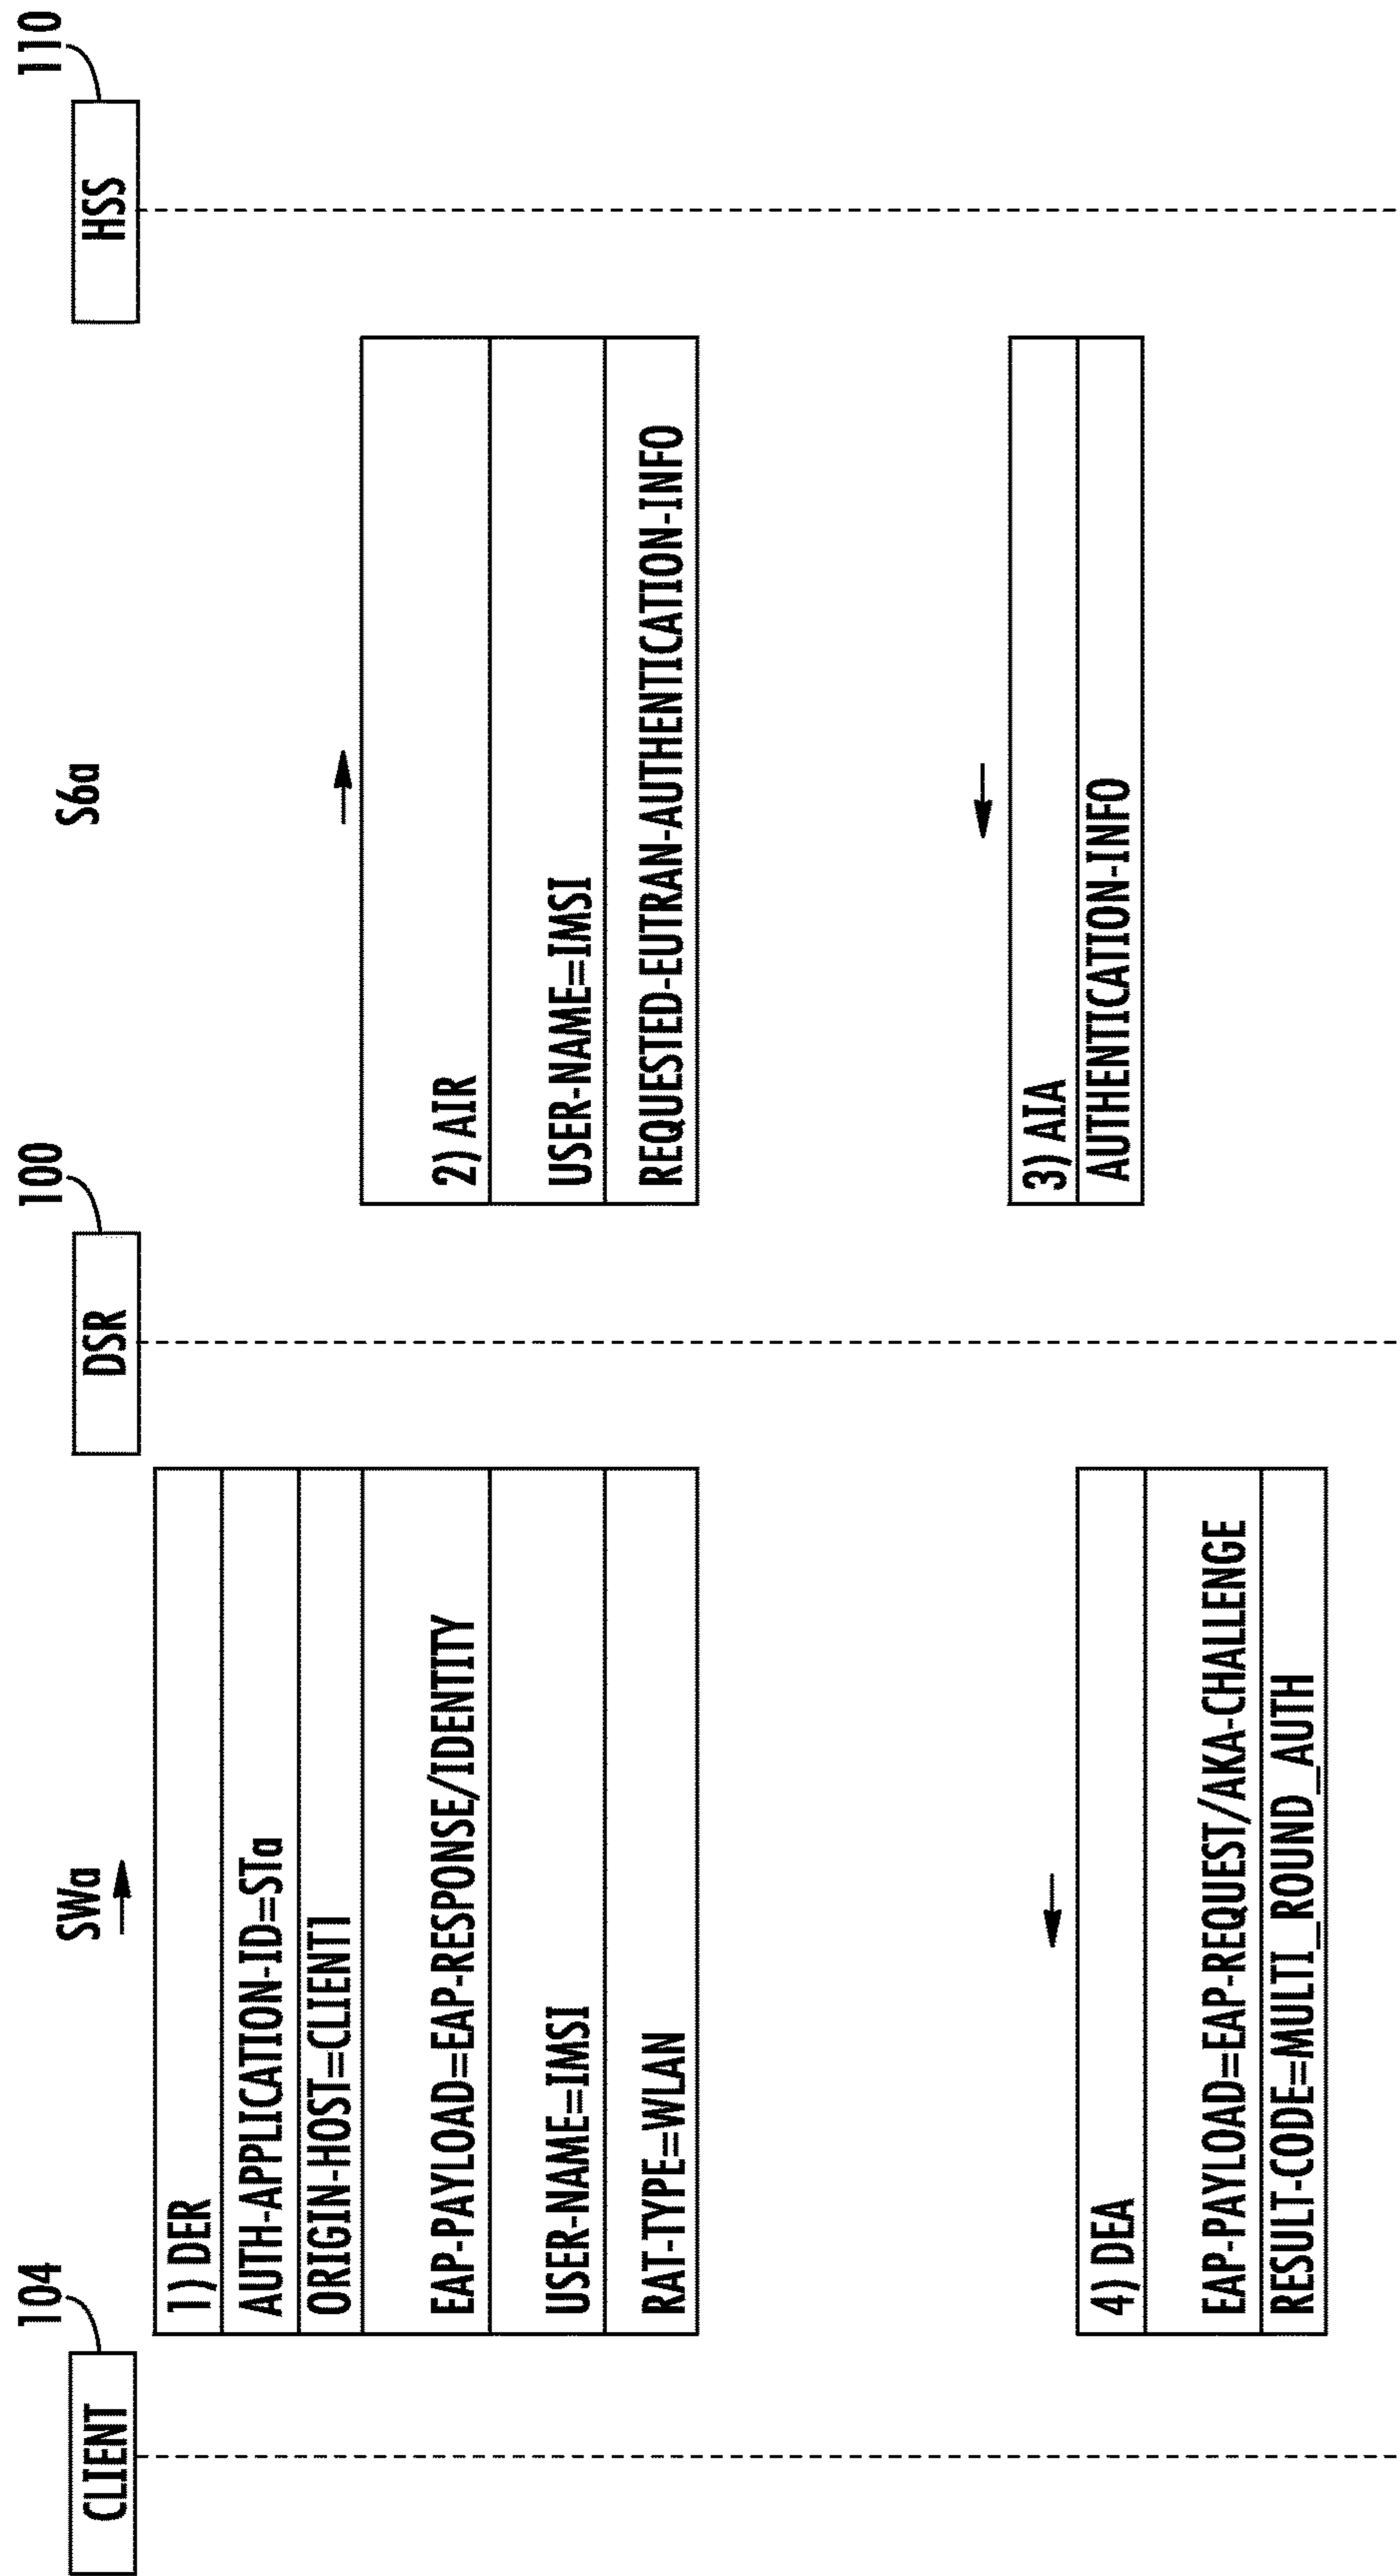 104
CLIENT
SWa
100
DSR
S6a
110
HSS
1) DER
AUTH-APPLICATION-ID=STa
ORIGIN-HOST=CLIENT1
EAP-PAYLOAD=EAP-RESPONSE/IDENTITY
USER-NAME=IMSI
RAT-TYPE=WLAN
2) AIR
USER-NAME=IMSI
REQUESTED-EUTRAN-AUTHENTICATION-INFO
3) AIA
AUTHENTICATION-INFO
4) DEA
EAP-PAYLOAD=EAP-REQUEST/AKA-CHALLENGE
RESULT-CODE=MULTI_ROUND_AUTH